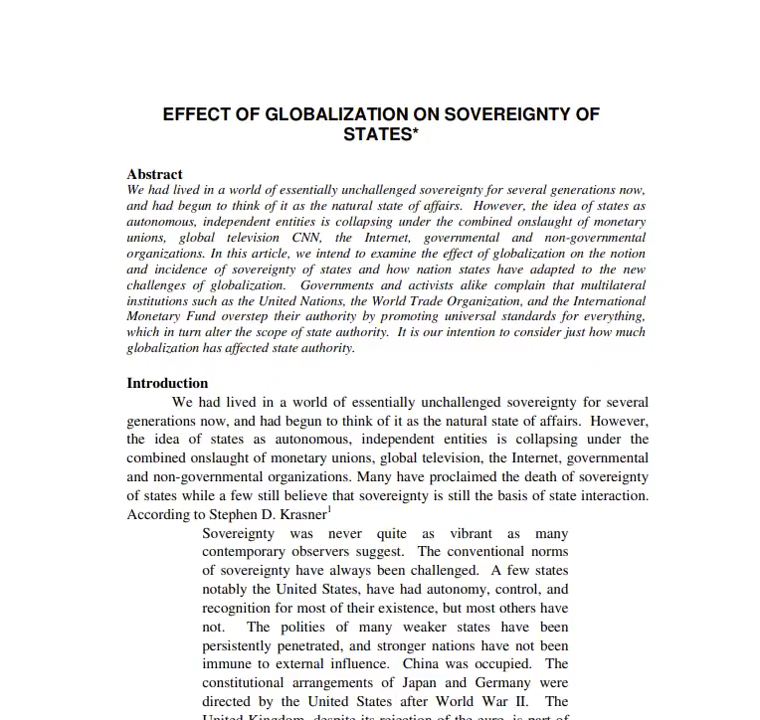 EFFECT OF GLOBALIZATION ON SOVEREIGNTY OF
STATES*
Abstract
We had lived in a world of essentially unchallenged sovereignty for several generations now,
and had begun to think of it as the natural state of affairs. However, the idea of states as
autonomous, independent entities is collapsing under the combined onslaught of monetary
unions, global television CNN, the Internet, governmental and non-governmental
organizations. In this article, we intend to examine the effect of globalization on the notion
and incidence of sovereignty of states and how nation states have adapted to the new
challenges of globalization. Governments and activists alike complain that multilateral
institutions such as the United Nations, the World Trade Organization, and the International
Monetary Fund overstep their authority by promoting universal standards for everything,
which in turn alter the scope of state authority. It is our intention to consider just how much
globalization has affected state authority.
Introduction
We had lived in a world of essentially unchallenged sovereignty for several
generations now, and had begun to think of it as the natural state of affairs. However,
the idea of states as autonomous, independent entities is collapsing under the
combined onslaught of monetary unions, global television, the Internet, governmental
and non-governmental organizations. Many have proclaimed the death of sovereignty
of states while a few still believe that sovereignty is still the basis of state interaction.
According to Stephen D. Krasner1
Sovereignty was never quite as vibrant as many
contemporary observers suggest. The conventional norms
of sovereignty have always been challenged. A few states
notably the United States, have had autonomy, control, and
recognition for most of their existence, but most others have
not. The polities of many weaker states have been
persistently penetrated, and stronger nations have not been
immune to external influence. China was occupied. The
constitutional arrangements of Japan and Germany were
directed by the United States after World War II. The
United Kingdom, despite its rejection of the euro, is part of